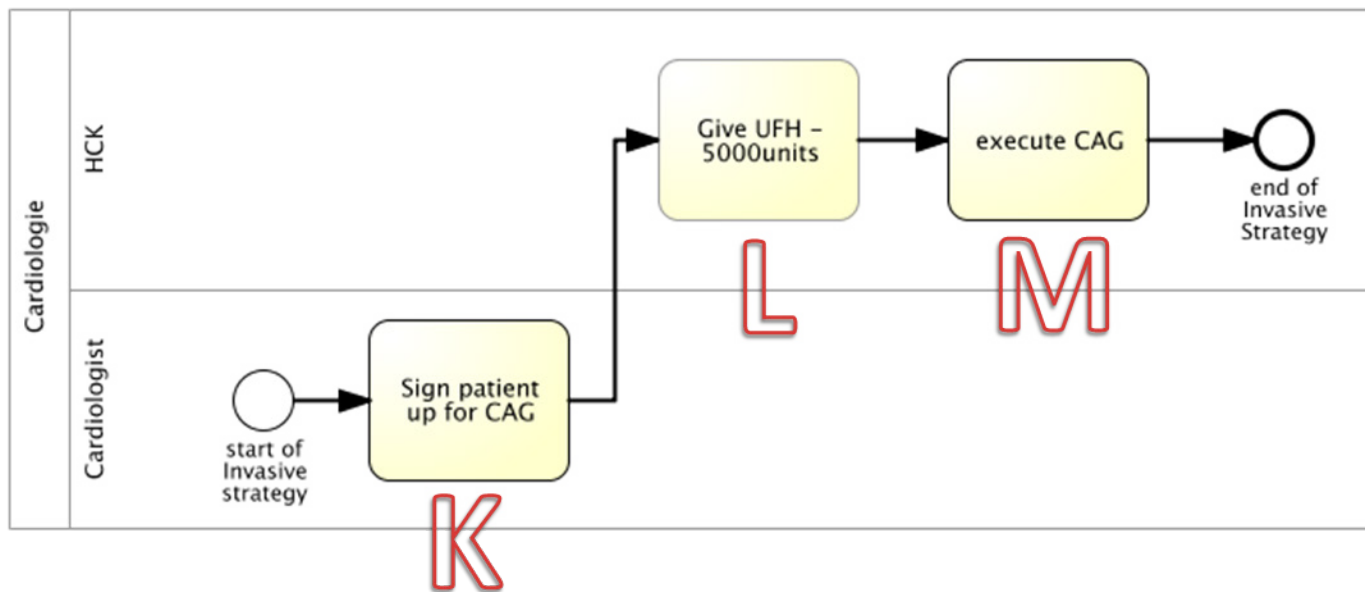 Cardiologie
HCK
Give UFH –
5000units
execute CAG
end of
Invasive
Strategy
L
M
Cardiologist
start of
Invasive
strategy
Sign patient
up for CAG
K